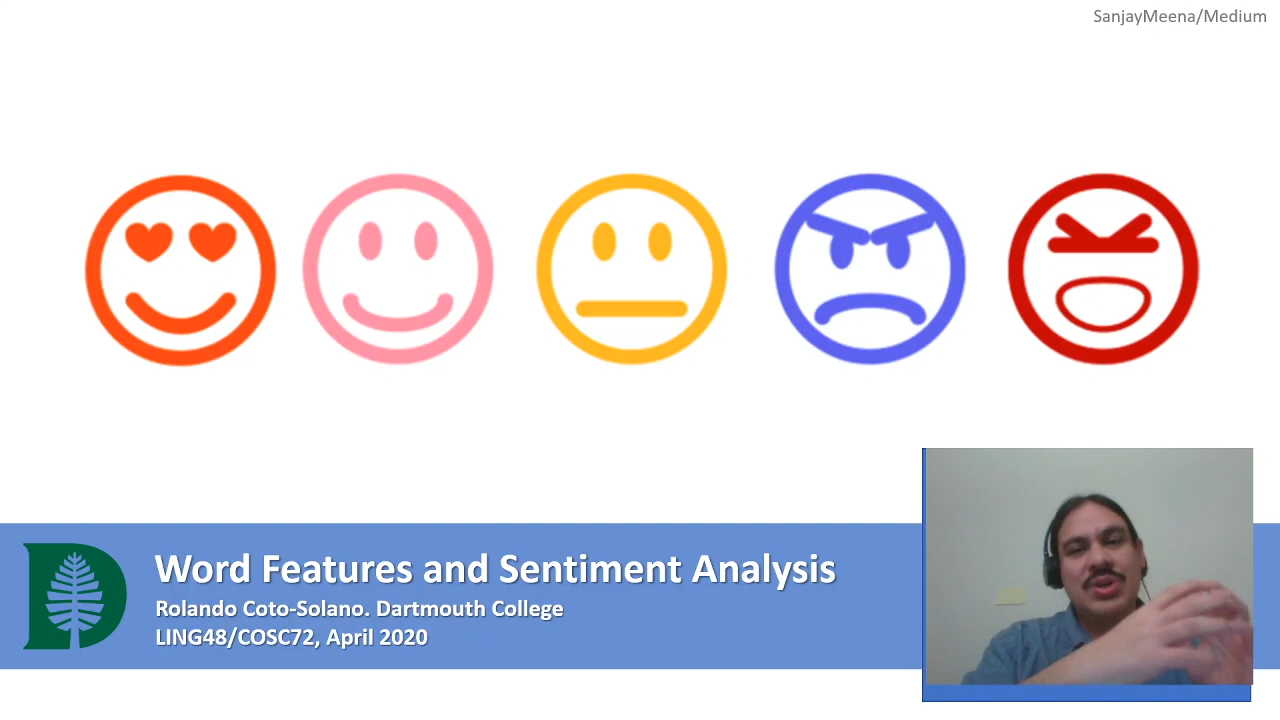 SanjayMeena/Medium
Word Features and Sentiment Analysis
Rolando Coto-Solano. Dartmouth College
LING48/COSC72, April 2020